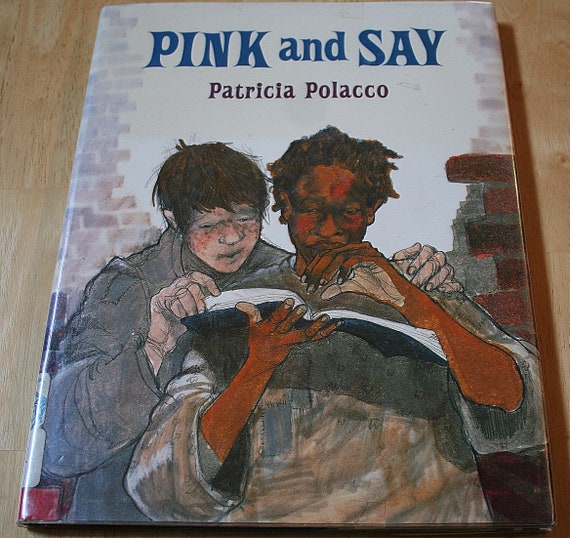 PINK and SAY
Patricia Polacco